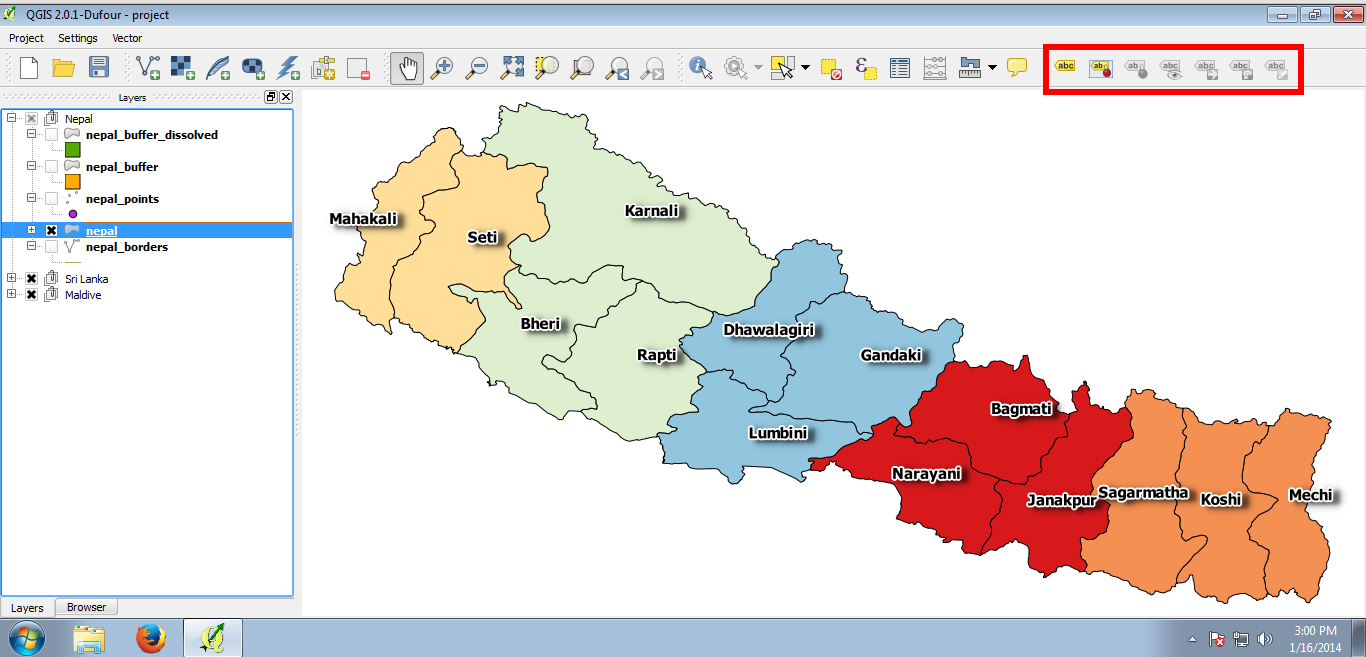 QGIS 2.0.1-Dufour - project
Project Settings Vector
abc ab ab abc abc abc abc
Layers
Nepal
nepal_buffer_dissolved
nepal_buffer
nepal_points
nepal
nepal_borders
Sri Lanka
Maldive
Mahakali
Seti
Karnali
Bheri
Rapti
Dhawalagiri
Gandaki
Lumbini
Bagmati
Narayani
Janakpur
Sagarmatha
Koshi
Mechi
Layers Browser
3:00 PM
1/16/2014